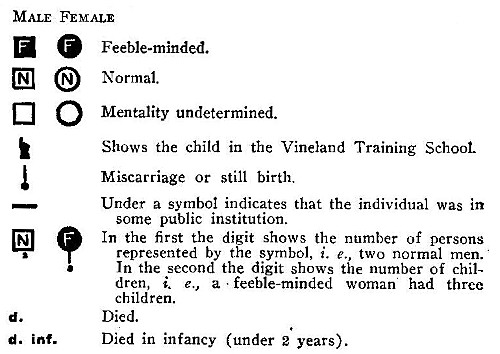 MALE FEMALE
F F Feeble-minded.
N N Normal.
Mentality undetermined.
Shows the child in the Vineland Training School.
Miscarriage or still birth.
Under a symbol indicates that the individual was in
some public institution.
N F In the first the digit shows the number of persons
represented by the symbol, i. e., two normal men.
In the second the digit shows the number of chil-
dren, i. e., a feeble-minded woman had three
children.
d. Died.
d. inf. Died in infancy (under 2 years).